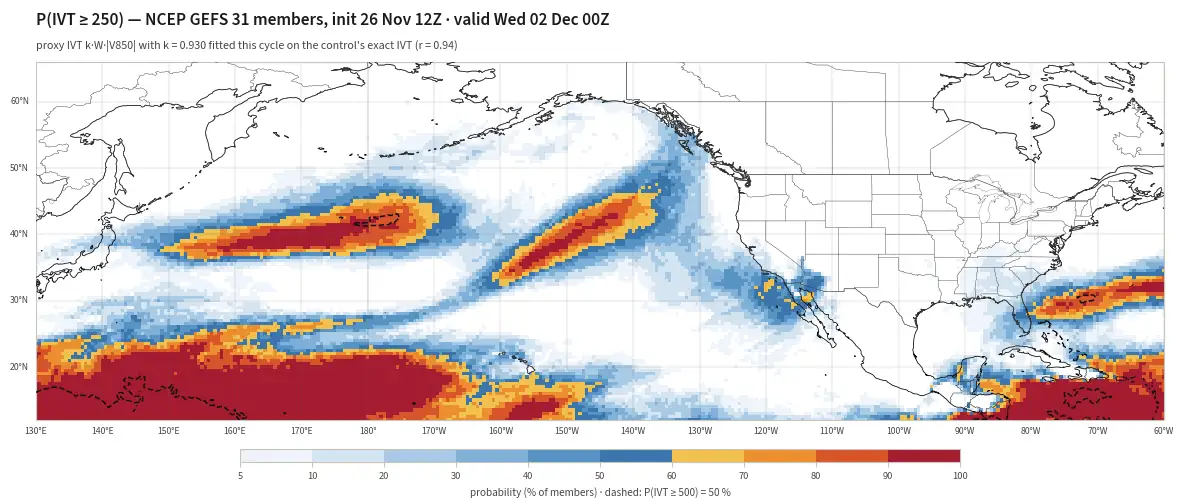 P(IVT ≥ 250) — NCEP GEFS 31 members, init 26 Nov 12Z · valid Wed 02 Dec 00Z
proxy IVT k·W·|V850| with k = 0.930 fitted this cycle on the control's exact IVT (r = 0.94)
60°N
50°N
40°N
30°N
20°N
130°E 140°E 150°E 160°E 170°E 180° 170°W 160°W 150°W 140°W 130°W 120°W 110°W 100°W 90°W 80°W 70°W 60°W
5 10 20 30 40 50 60 70 80 90 100
probability (% of members) · dashed: P(IVT ≥ 500) = 50 %